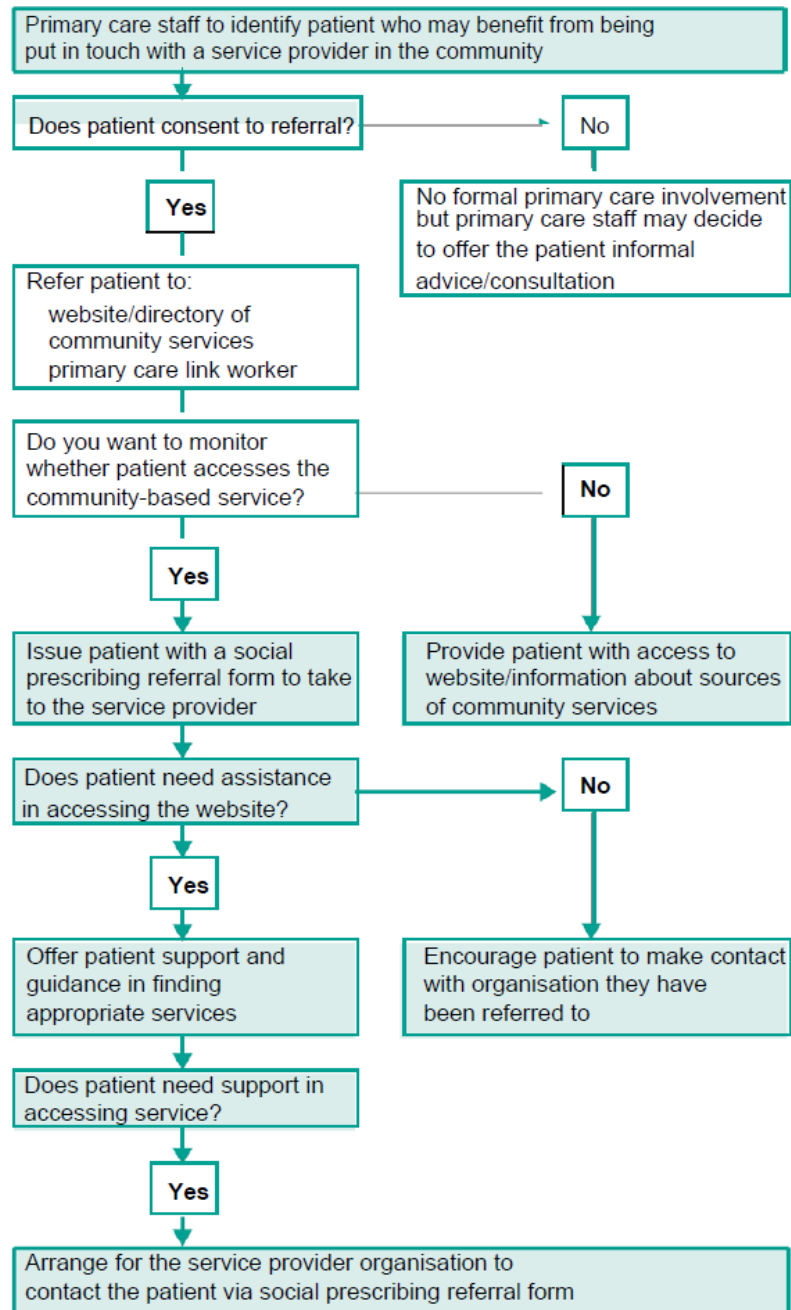 Primary care staff to identify patient who may benefit from being
put in touch with a service provider in the community
Does patient consent to referral?
No
Yes
No formal primary care involvement
but primary care staff may decide
to offer the patient informal
advice/consultation
Refer patient to:
website/directory of
community services
primary care link worker
Do you want to monitor
whether patient accesses the
community-based service?
No
Yes
Issue patient with a social
prescribing referral form to take
to the service provider
Provide patient with access to
website/information about sources
of community services
Does patient need assistance
in accessing the website?
No
Yes
Offer patient support and
guidance in finding
appropriate services
Encourage patient to make contact
with organisation they have
been referred to
Does patient need support in
accessing service?
Yes
Arrange for the service provider organisation to
contact the patient via social prescribing referral form